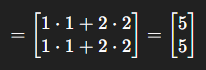 = [1 · 1 + 2 · 2
1 · 1 + 2 · 2] = [5
5]